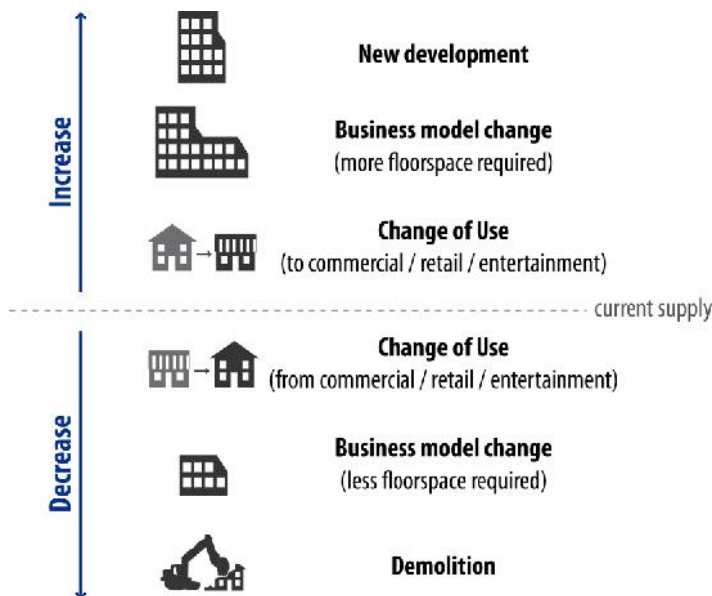 Increase
New development
Business model change
(more floorspace required)
Change of Use
(to commercial / retail / entertainment)
current supply
Decrease
Change of Use
(from commercial / retail / entertainment)
Business model change
(less floorspace required)
Demolition